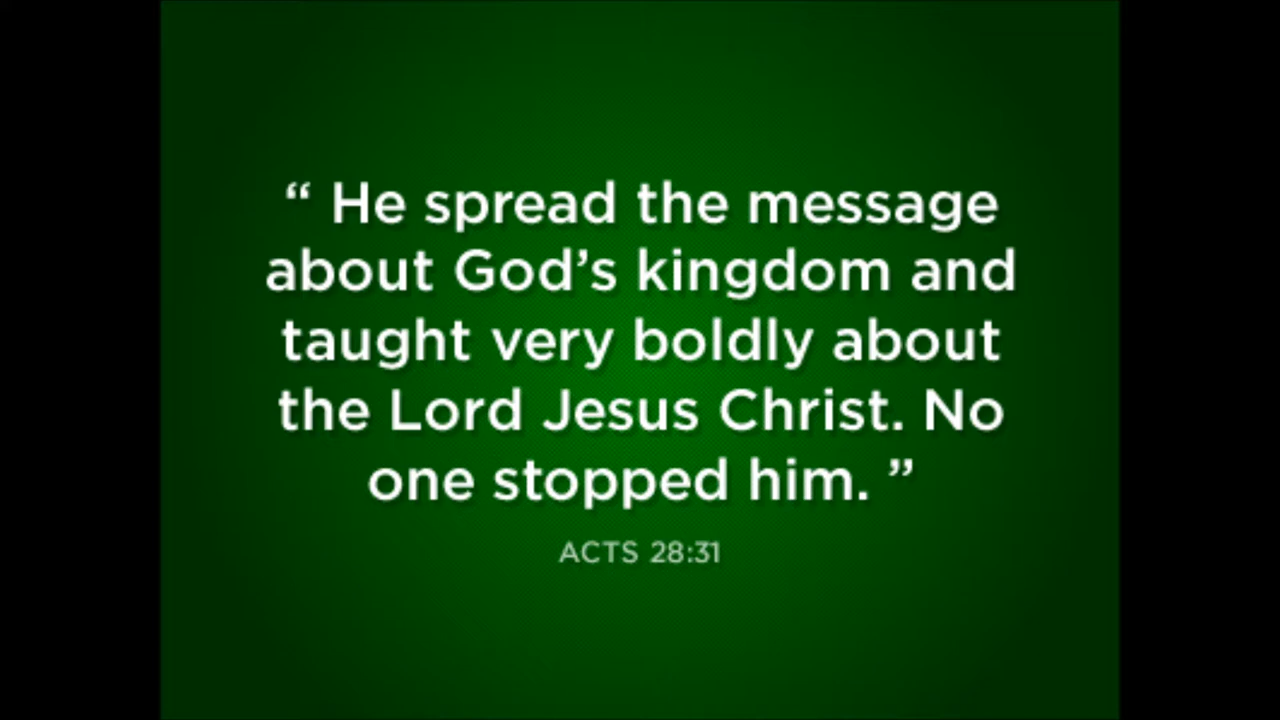 “ He spread the message
about God’s kingdom and
taught very boldly about
the Lord Jesus Christ. No
one stopped him. ”
ACTS 28:31